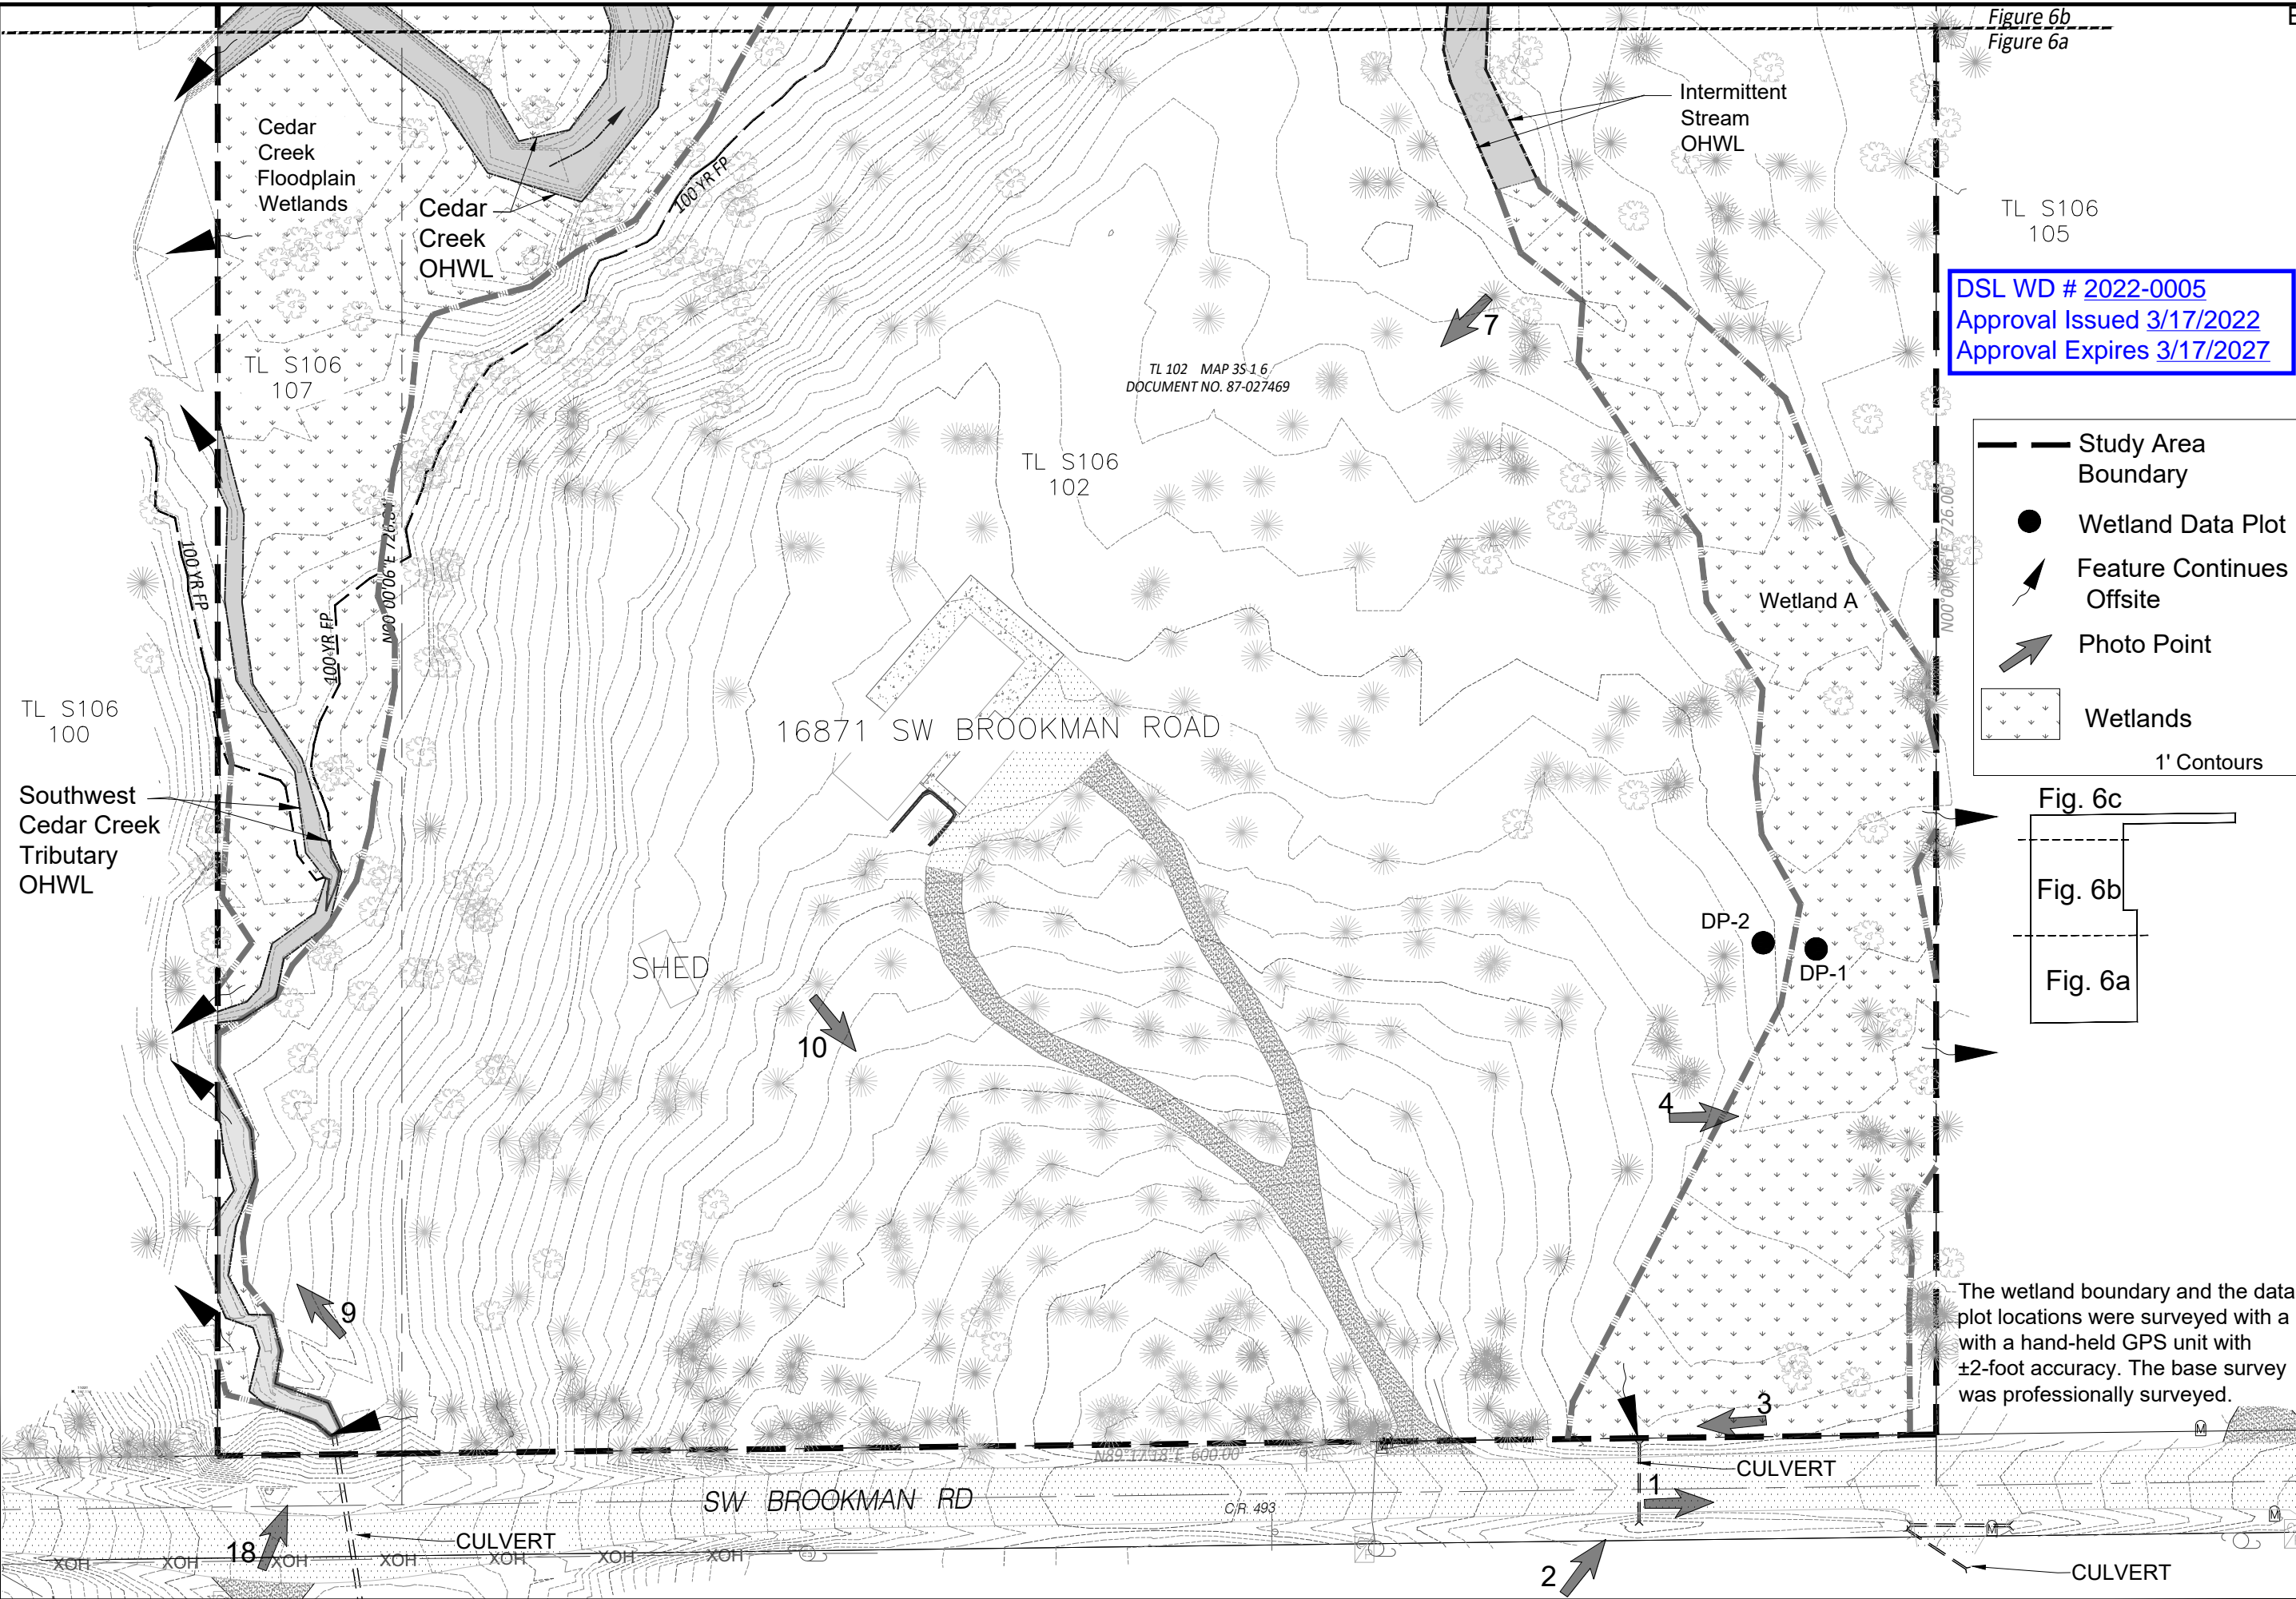 Figure 6b
Figure 6a
Intermittent
Stream
OHWL
Cedar
Creek
Floodplain
Wetlands
Cedar
Creek
OHWL
100 YR FP
TL S106
105
DSL WD # 2022-0005
Approval Issued 3/17/2022
Approval Expires 3/17/2027
7
TL S106
107
TL 102 MAP 3S 1 6
DOCUMENT NO. 87-027469
TL S106
102
Study Area
Boundary
Wetland Data Plot
Feature Continues
Offsite
Photo Point
Wetlands
1' Contours
100 YR FP
100 YR FP
N00°00'06"E 726.00
Wetland A
TL S106
100
16871 SW BROOKMAN ROAD
Southwest
Cedar Creek
Tributary
OHWL
Fig. 6c
Fig. 6b
Fig. 6a
DP-2
DP-1
SHED
10
4
9
The wetland boundary and the data
plot locations were surveyed with a
with a hand-held GPS unit with
±2-foot accuracy. The base survey
was professionally surveyed.
3
N89°17'18"E 600.00
CULVERT
1
SW BROOKMAN RD
C.R. 493
CULVERT
18
XOH XOH XOH XOH XOH XOH XOH
2
CULVERT
M
M
M